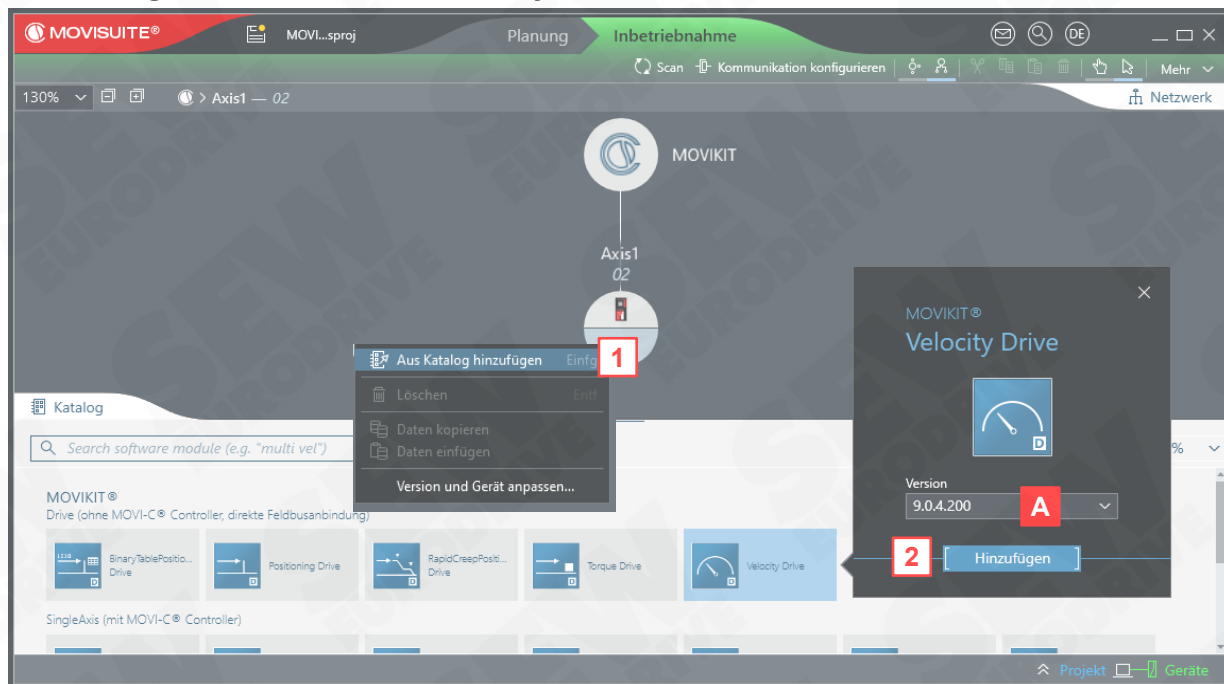 MOVISUITE®
MOVI...sproj
Planung
Inbetriebnahme
DE
Scan
Kommunikation konfigurieren
Mehr
130%
> Axis1 — 02
Netzwerk
MOVIKIT
Axis1
02
Aus Katalog hinzufügen Einfg
1
Löschen Entf
Daten kopieren
Daten einfügen
Version und Gerät anpassen...
MOVIKIT®
Velocity Drive
D
Version
9.0.4.200
A
2
Hinzufügen
Katalog
Search software module (e.g. "multi vel")
%
MOVIKIT®
Drive (ohne MOVI-C® Controller, direkte Feldbusanbindung)
BinaryTablePositio...
Drive
Positioning Drive
RapidCreepPositi...
Drive
Torque Drive
Velocity Drive
SingleAxis (mit MOVI-C® Controller)
Projekt
Geräte
SEW
EURODRIVE